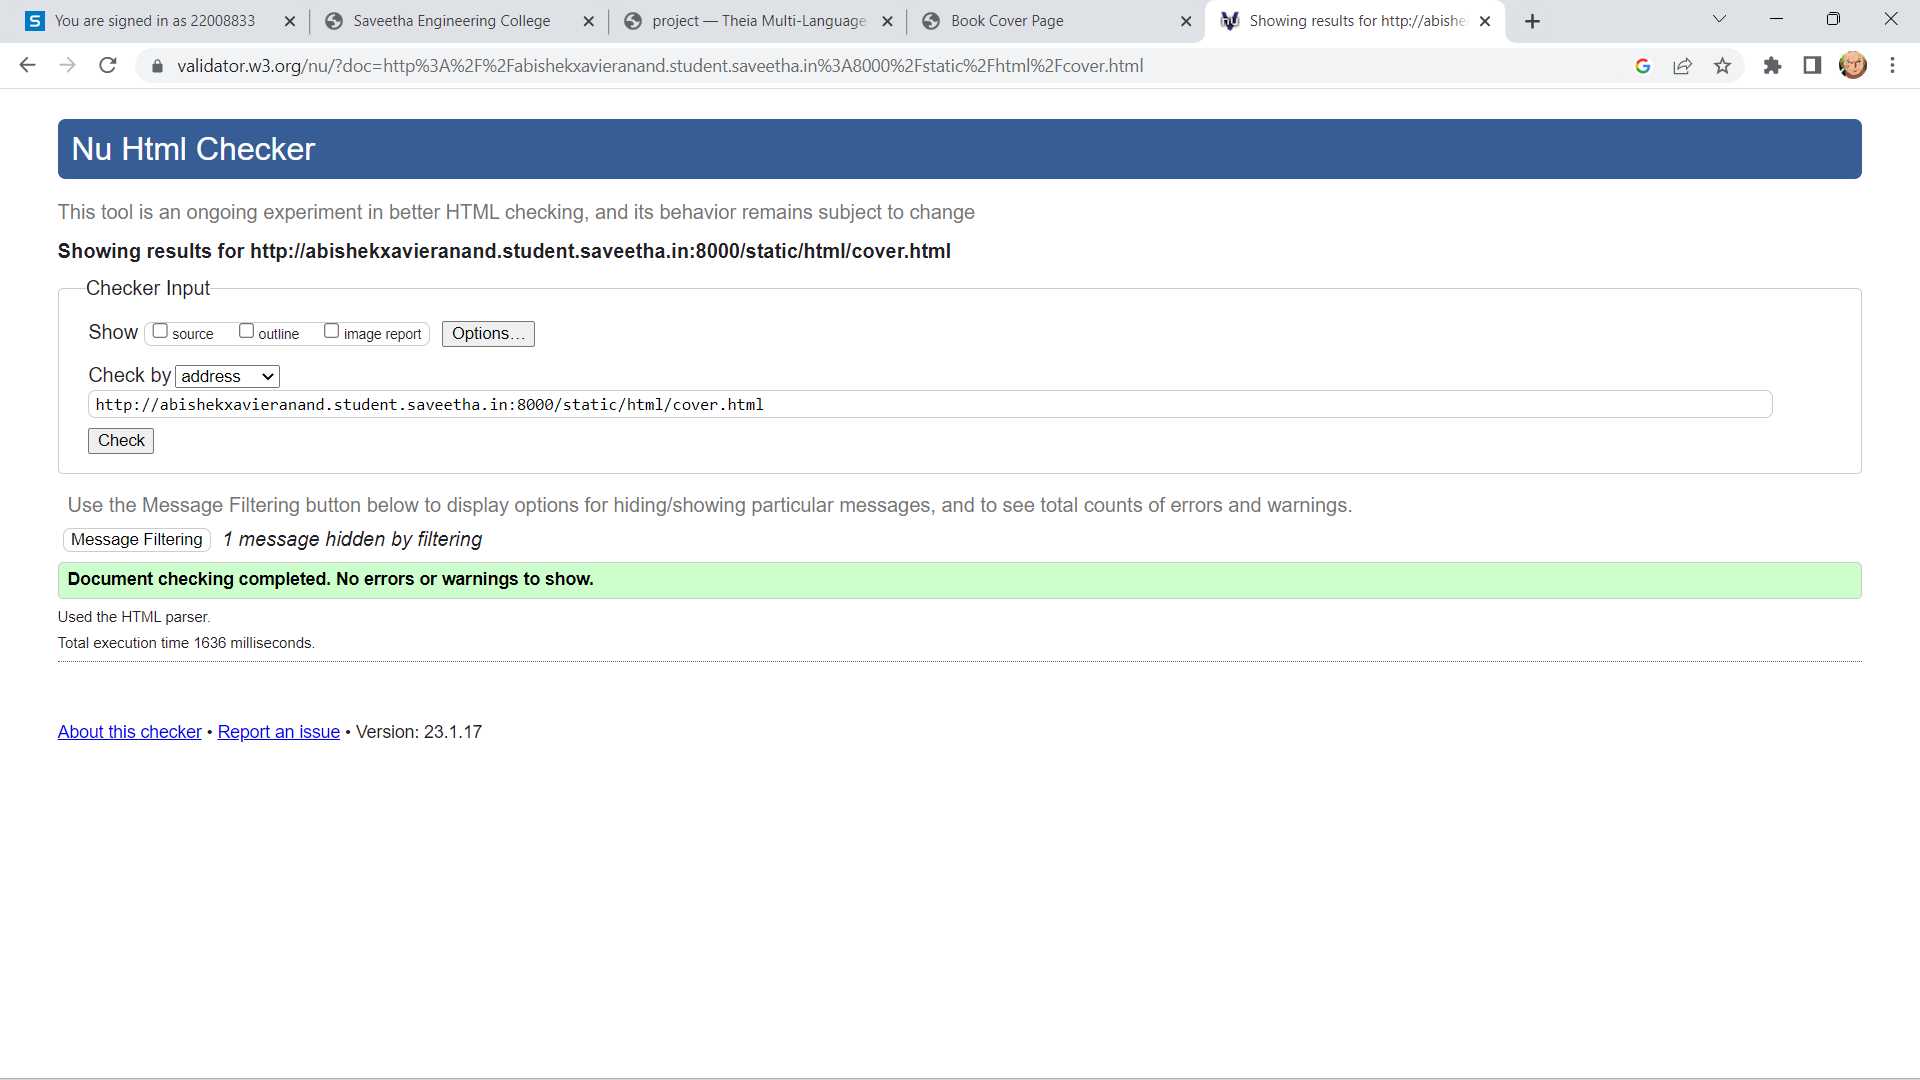 You are signed in as 22008833
Saveetha Engineering College
project — Theia Multi-Language
Book Cover Page
Showing results for http://abishe
validator.w3.org/nu/?doc=http%3A%2F%2Fabishekxavieranand.student.saveetha.in%3A8000%2Fstatic%2Fhtml%2Fcover.html
Nu Html Checker
This tool is an ongoing experiment in better HTML checking, and its behavior remains subject to change
Showing results for http://abishekxavieranand.student.saveetha.in:8000/static/html/cover.html
Checker Input
Show source outline image report Options…
Check by address
http://abishekxavieranand.student.saveetha.in:8000/static/html/cover.html
Check
Use the Message Filtering button below to display options for hiding/showing particular messages, and to see total counts of errors and warnings.
Message Filtering 1 message hidden by filtering
Document checking completed. No errors or warnings to show.
Used the HTML parser.
Total execution time 1636 milliseconds.
About this checker • Report an issue • Version: 23.1.17